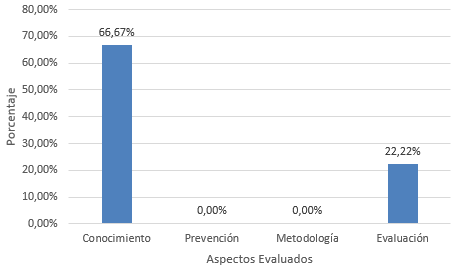 80,00%
70,00%
60,00%
50,00%
40,00%
30,00%
20,00%
10,00%
0,00%
Porcentaje
66,67%
0,00%
0,00%
22,22%
Conocimiento
Prevención
Metodología
Evaluación
Aspectos Evaluados